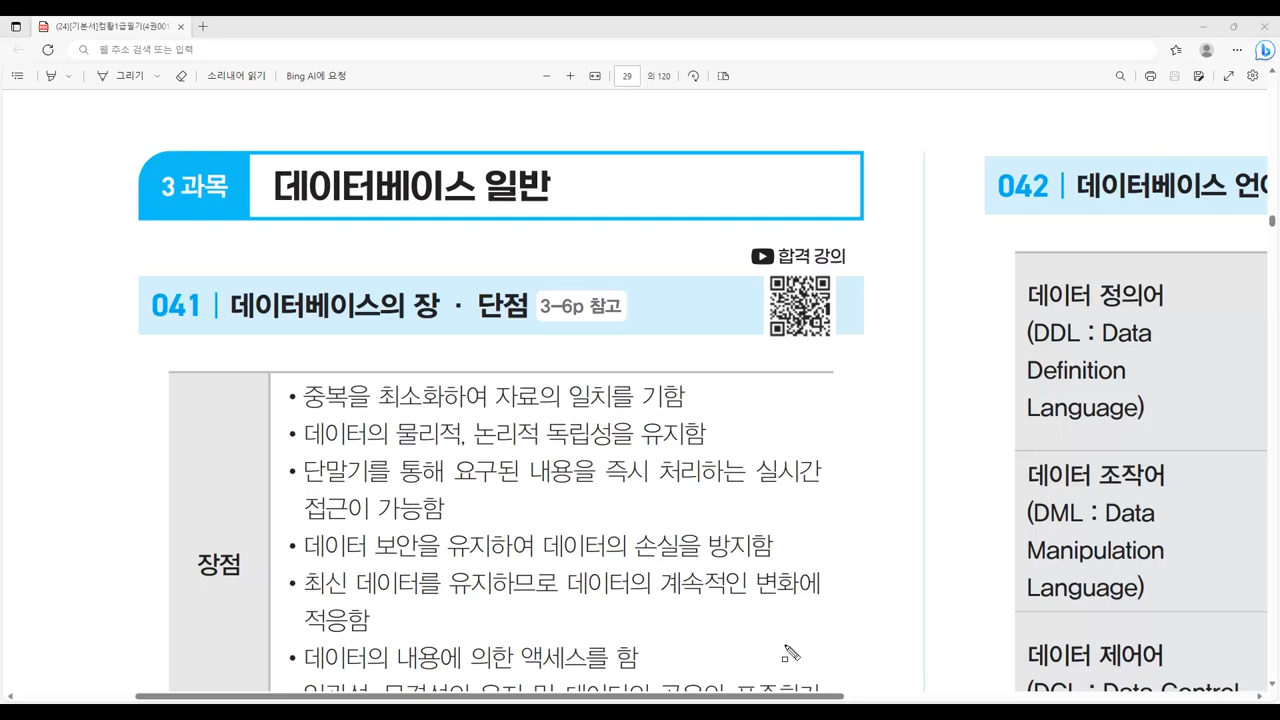 (24)[기본서]컴활1급필기(4권001
웹 주소 검색 또는 입력
그리기
소리내어 읽기
Bing AI에 요청
29 의 120
3 과목 데이터베이스 일반
합격 강의
041 | 데이터베이스의 장 · 단점 3-6p 참고
장점
• 중복을 최소화하여 자료의 일치를 기함
• 데이터의 물리적, 논리적 독립성을 유지함
• 단말기를 통해 요구된 내용을 즉시 처리하는 실시간
접근이 가능함
• 데이터 보안을 유지하여 데이터의 손실을 방지함
• 최신 데이터를 유지하므로 데이터의 계속적인 변화에
적응함
• 데이터의 내용에 의한 액세스를 함
042 | 데이터베이스
데이터 정의어
(DDL : Data
Definition
Language)
데이터 조작어
(DML : Data
Manipulation
Language)
데이터 제어어
(DCL : Data Control